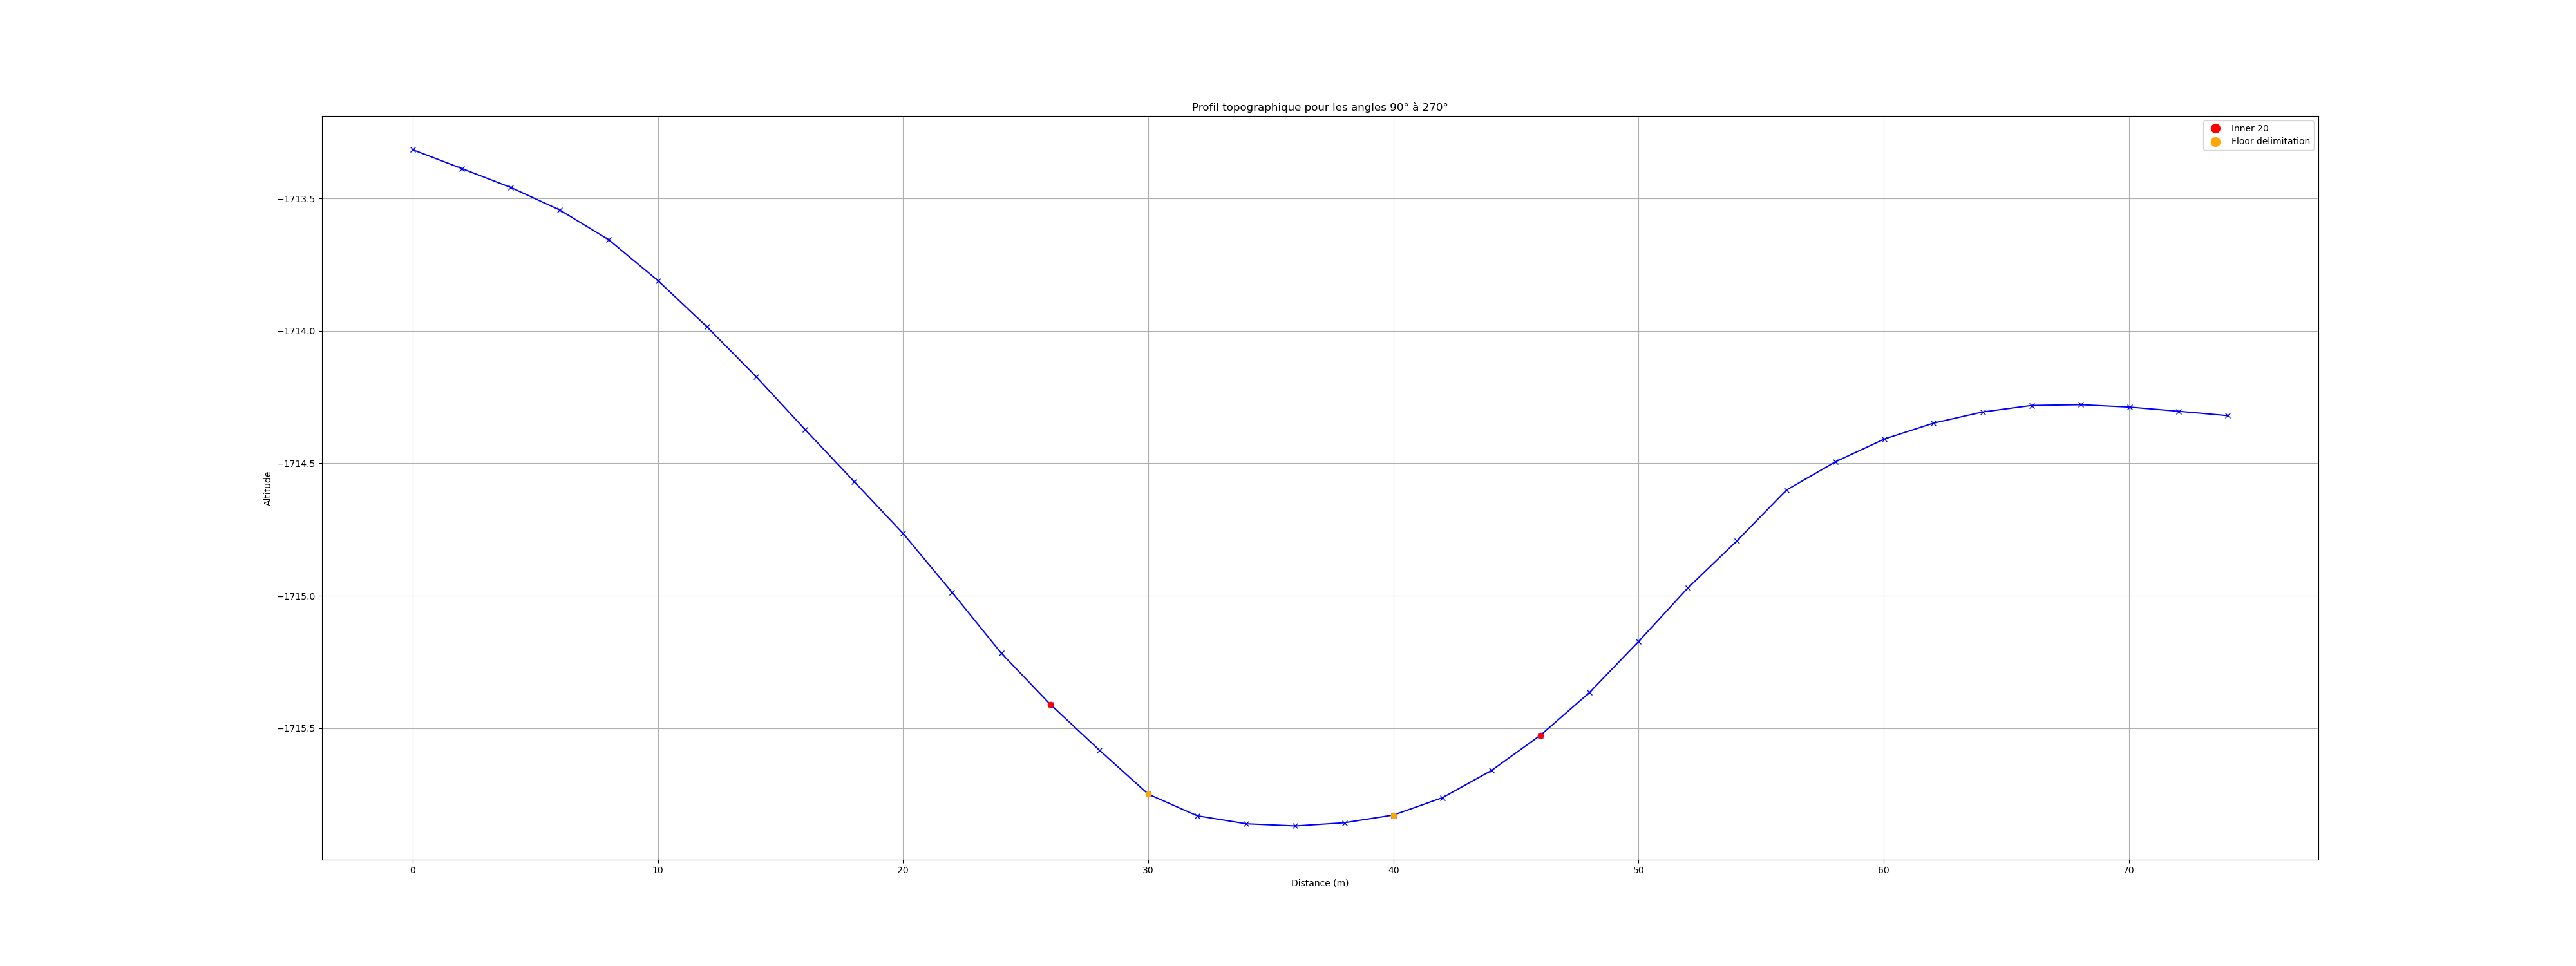 Profil topographique pour les angles 90° à 270°
Inner 20
Floor delimitation
−1713.5
−1714.0
−1714.5
−1715.0
−1715.5
Altitude
0 10 20 30 40 50 60 70
Distance (m)